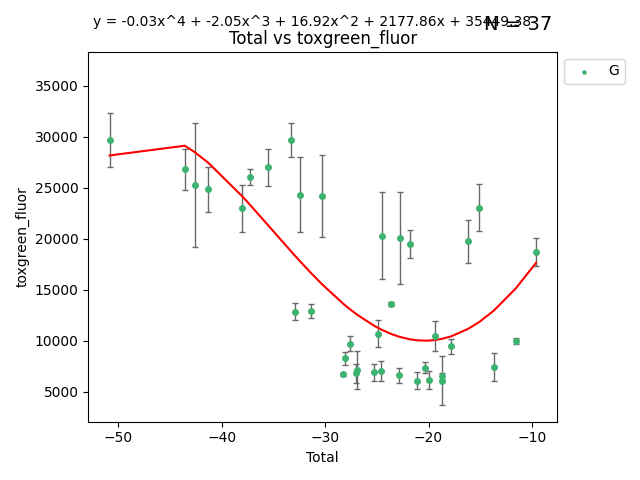 y = -0.03x^4 + -2.05x^3 + 16.92x^2 + 2177.86x + 35449.38
N = 37
Total vs toxgreen_fluor
G
35000
30000
25000
20000
15000
10000
5000
toxgreen_fluor
−50
−40
−30
−20
−10
Total